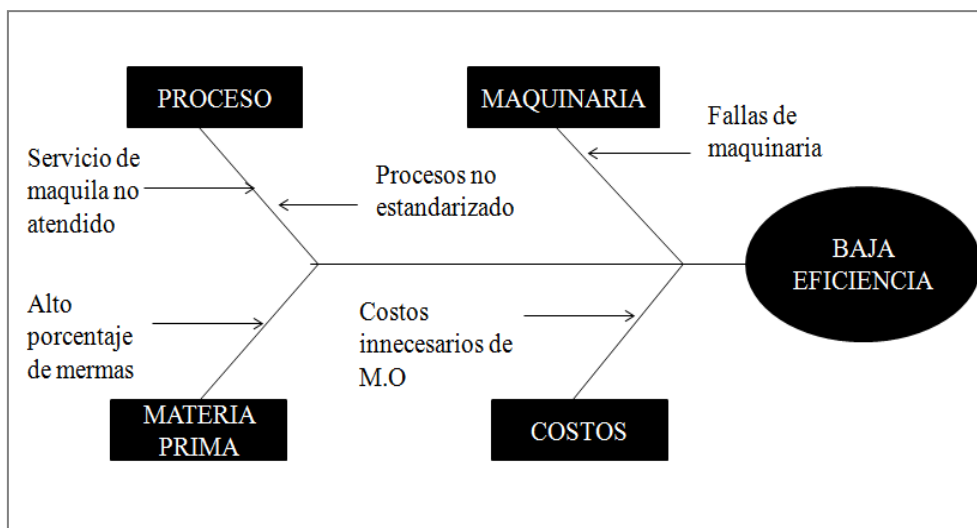 PROCESO
MAQUINARIA
Servicio de
maquila no
atendido
Procesos no
estandarizado
Fallas de
maquinaria
BAJA
EFICIENCIA
Alto
porcentaje
de mermas
Costos
innecesarios de
M.O
MATERIA
PRIMA
COSTOS